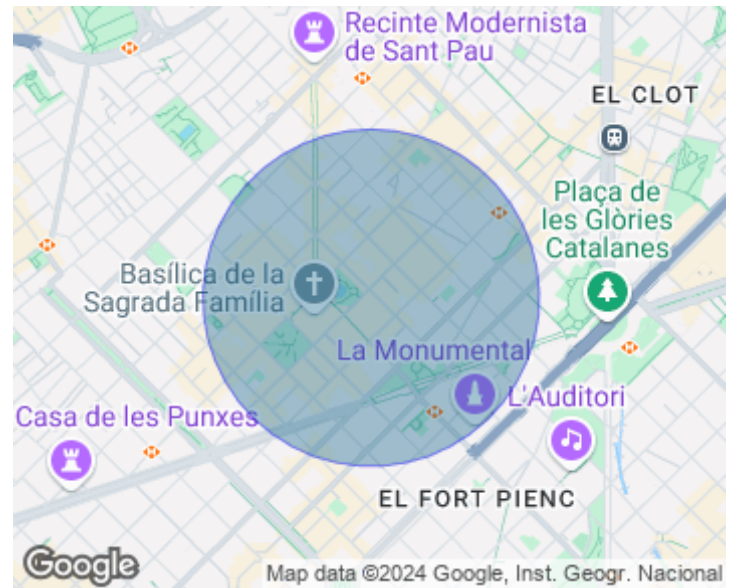 Recinte Modernista
de Sant Pau
EL CLOT
Plaça de
les Glòries
Catalanes
Basílica de la
Sagrada Família
La Monumental
L'Auditori
Casa de les Punxes
EL FORT PIENC
Google
Map data ©2024 Google, Inst. Geogr. Nacional